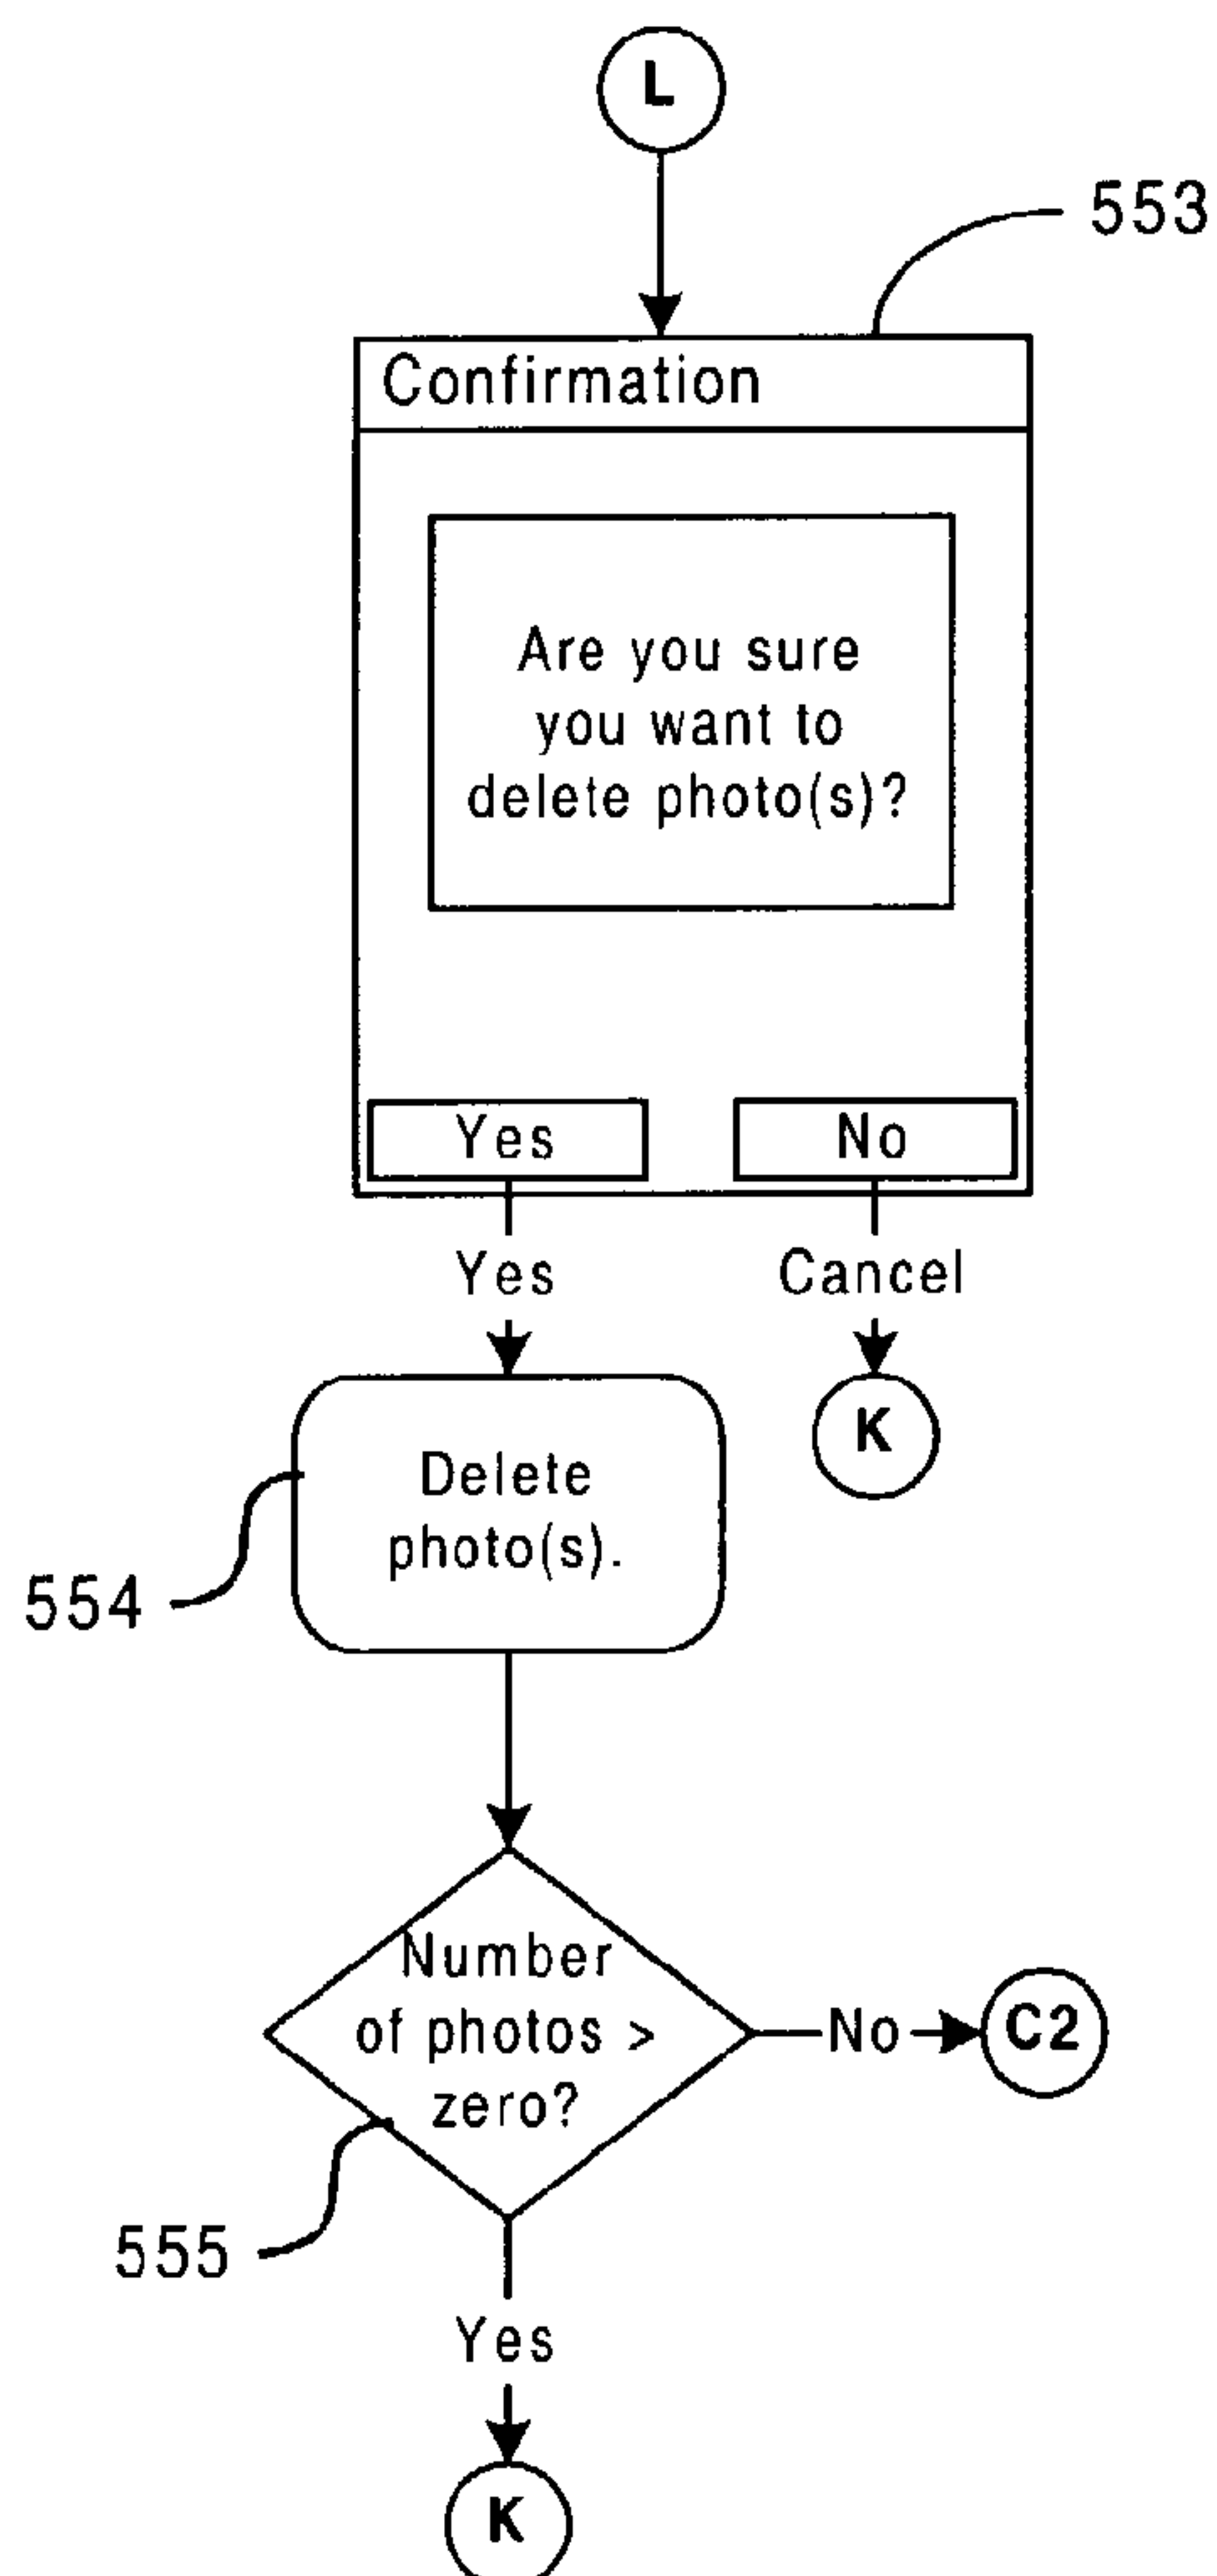 L
553
Confirmation
Are you sure
you want to
delete photo(s)?
Yes
No
Yes
Cancel
K
Delete
photo(s).
554
Number
of photos >
zero?
No
C2
555
Yes
K